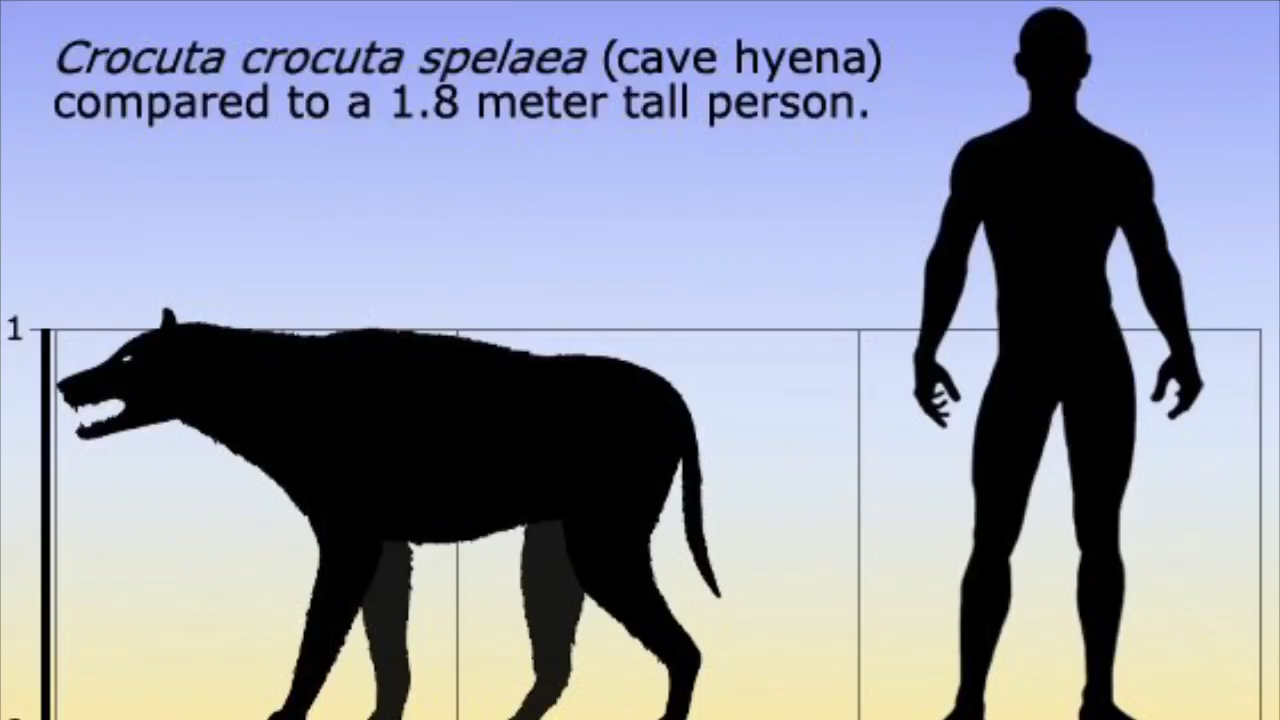 Crocuta crocuta spelaea (cave hyena)
compared to a 1.8 meter tall person.
1